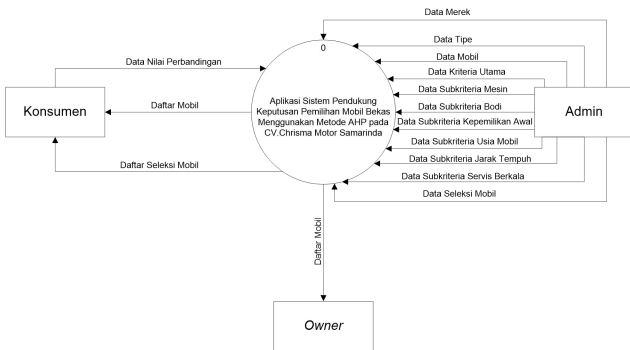 Data Merek
0
Data Tipe
Data Mobil
Data Nilai Perbandingan
Data Kriteria Utama
Data Subkriteria Mesin
Konsumen
Daftar Mobil
Aplikasi Sistem Pendukung
Keputusan Pemilihan Mobil Bekas
Menggunakan Metode AHP pada
CV.Chrisma Motor Samarinda
Data Subkriteria Bodi
Admin
Data Subkriteria Kepemilikan Awal
Data Subkriteria Usia Mobil
Daftar Seleksi Mobil
Data Subkriteria Jarak Tempuh
Data Subkriteria Servis Berkala
Data Seleksi Mobil
Daftar Mobil
Owner